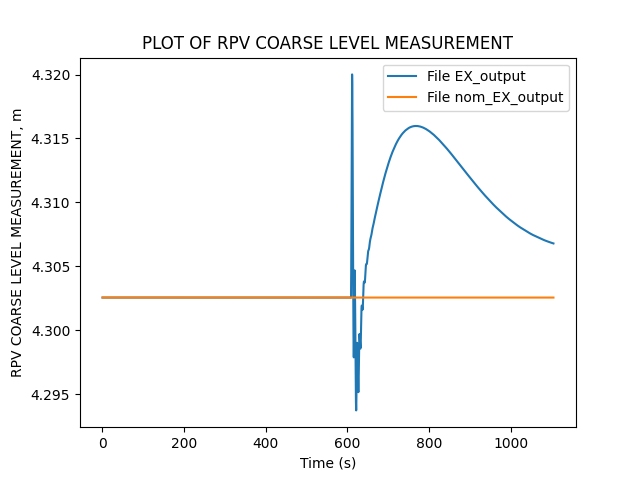 PLOT OF RPV COARSE LEVEL MEASUREMENT
File EX_output
File nom_EX_output
RPV COARSE LEVEL MEASUREMENT, m
4.320
4.315
4.310
4.305
4.300
4.295
0 200 400 600 800 1000
Time (s)